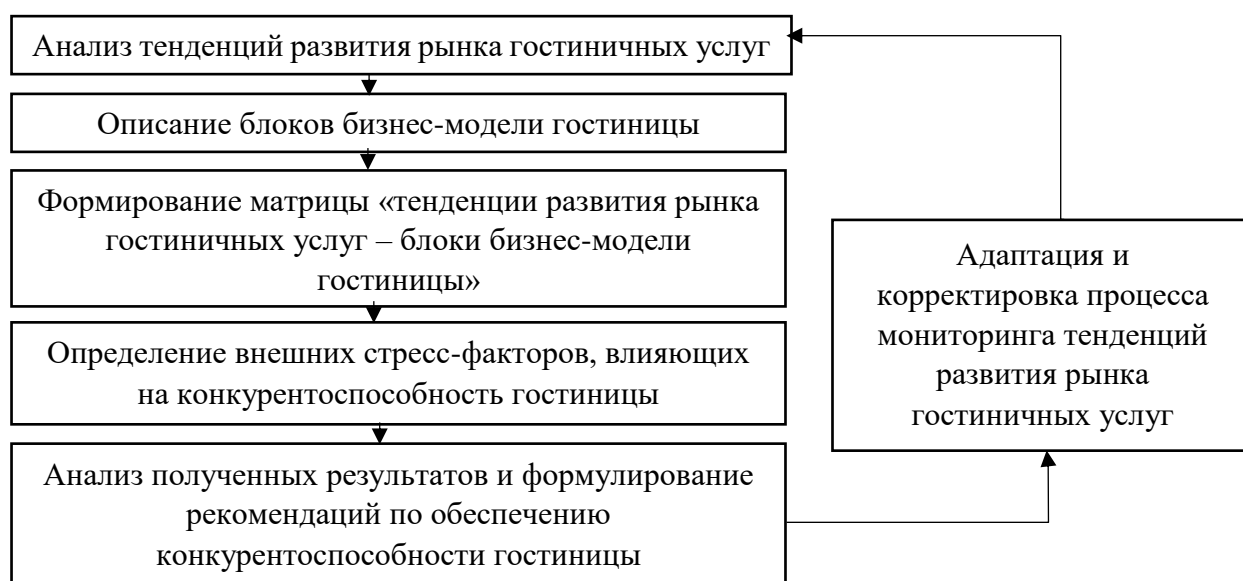 Анализ тенденций развития рынка гостиничных услуг
Описание блоков бизнес-модели гостиницы
Формирование матрицы «тенденции развития рынка
гостиничных услуг – блоки бизнес-модели
гостиницы»
Определение внешних стресс-факторов, влияющих
на конкурентоспособность гостиницы
Анализ полученных результатов и формулирование
рекомендаций по обеспечению
конкурентоспособности гостиницы
Адаптация и
корректировка процесса
мониторинга тенденций
развития рынка
гостиничных услуг